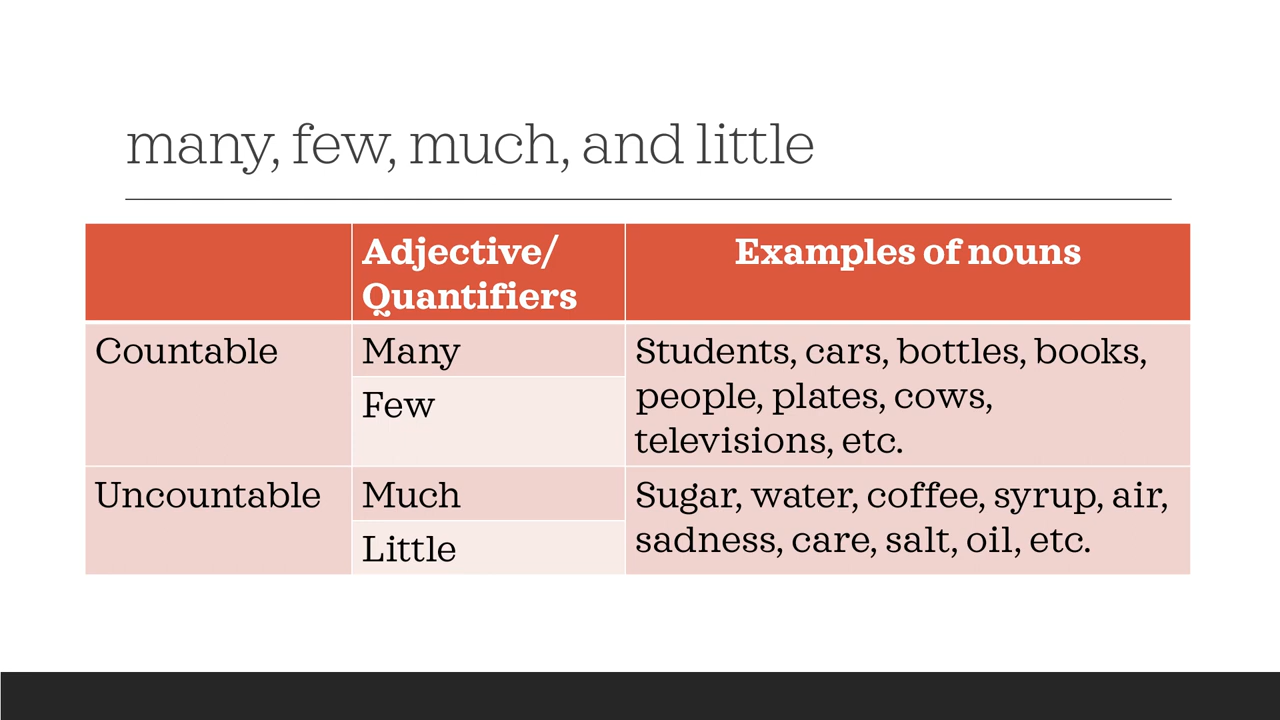 many, few, much, and little
Adjective/
Quantifiers
Examples of nouns
Countable
Many
Few
Students, cars, bottles, books,
people, plates, cows,
televisions, etc.
Uncountable
Much
Little
Sugar, water, coffee, syrup, air,
sadness, care, salt, oil, etc.